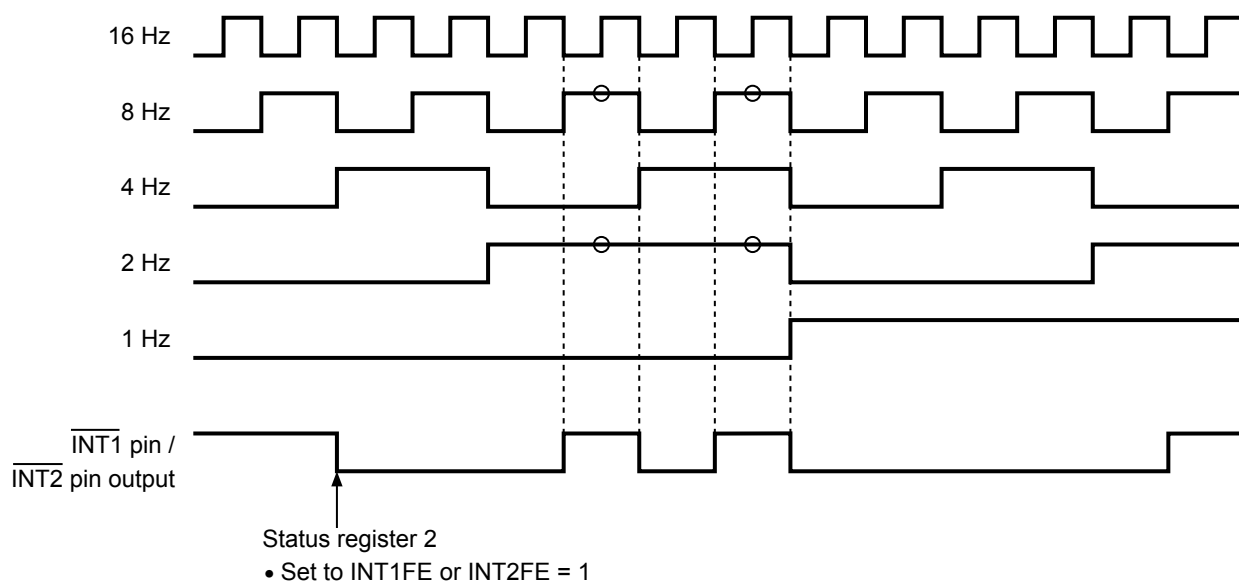 16 Hz
8 Hz
4 Hz
2 Hz
1 Hz
INT1 pin /
INT2 pin output
Status register 2
• Set to INT1FE or INT2FE = 1